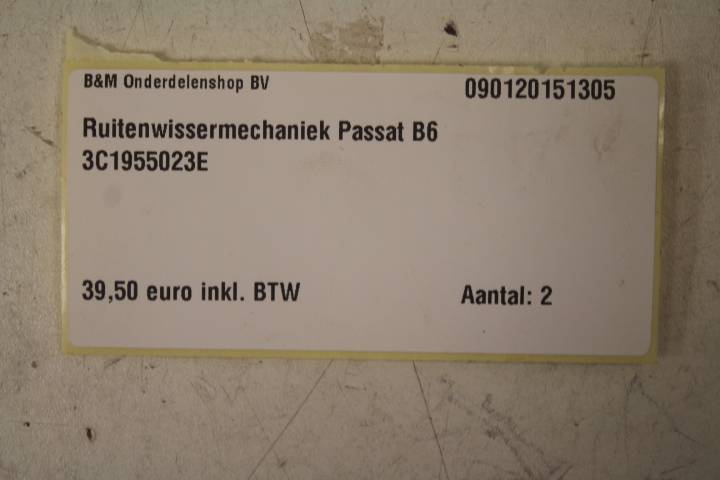 B&M Onderdelenshop BV 090120151305
Ruitenwissermechaniek Passat B6
3C1955023E
39,50 euro inkl. BTW Aantal: 2